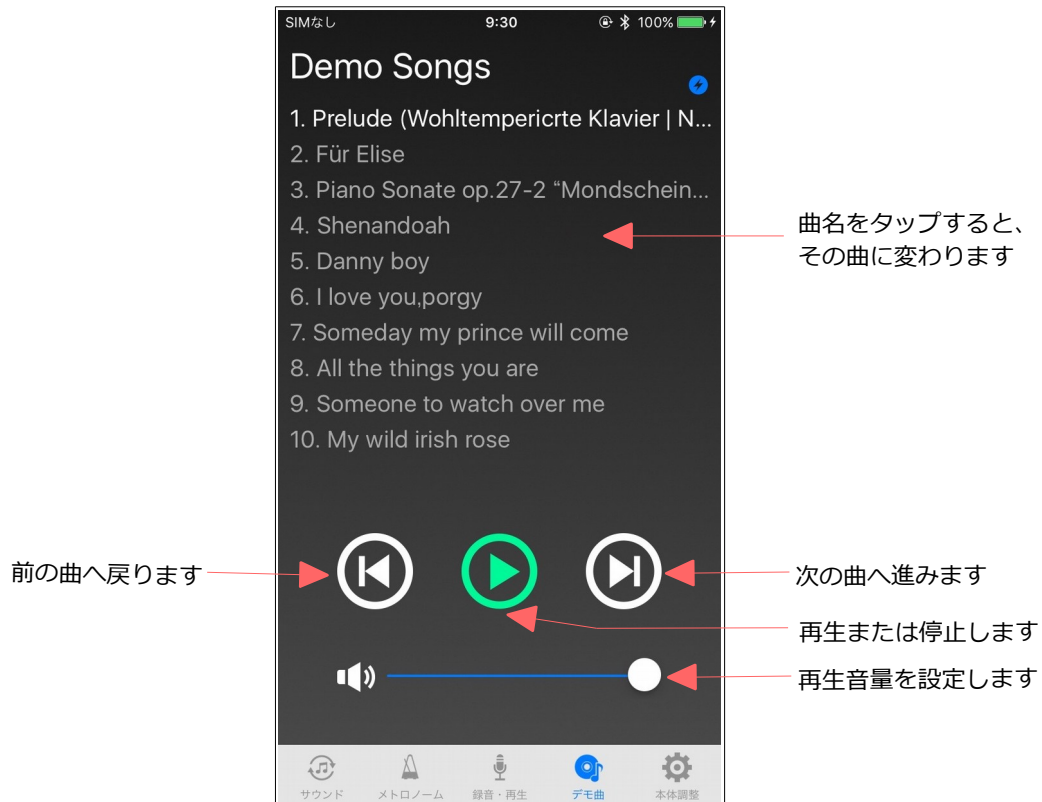 SIMなし 9:30 100%
Demo Songs
1. Prelude (Wohltempericrte Klavier | N...
2. Für Elise
3. Piano Sonate op.27-2 “Mondschein...
4. Shenandoah
5. Danny boy
6. I love you,porgy
7. Someday my prince will come
8. All the things you are
9. Someone to watch over me
10. My wild irish rose
曲名をタップすると、
その曲に変わります
前の曲へ戻ります
次の曲へ進みます
再生または停止します
再生音量を設定します
サウンド メトロノーム 録音・再生 デモ曲 本体調整